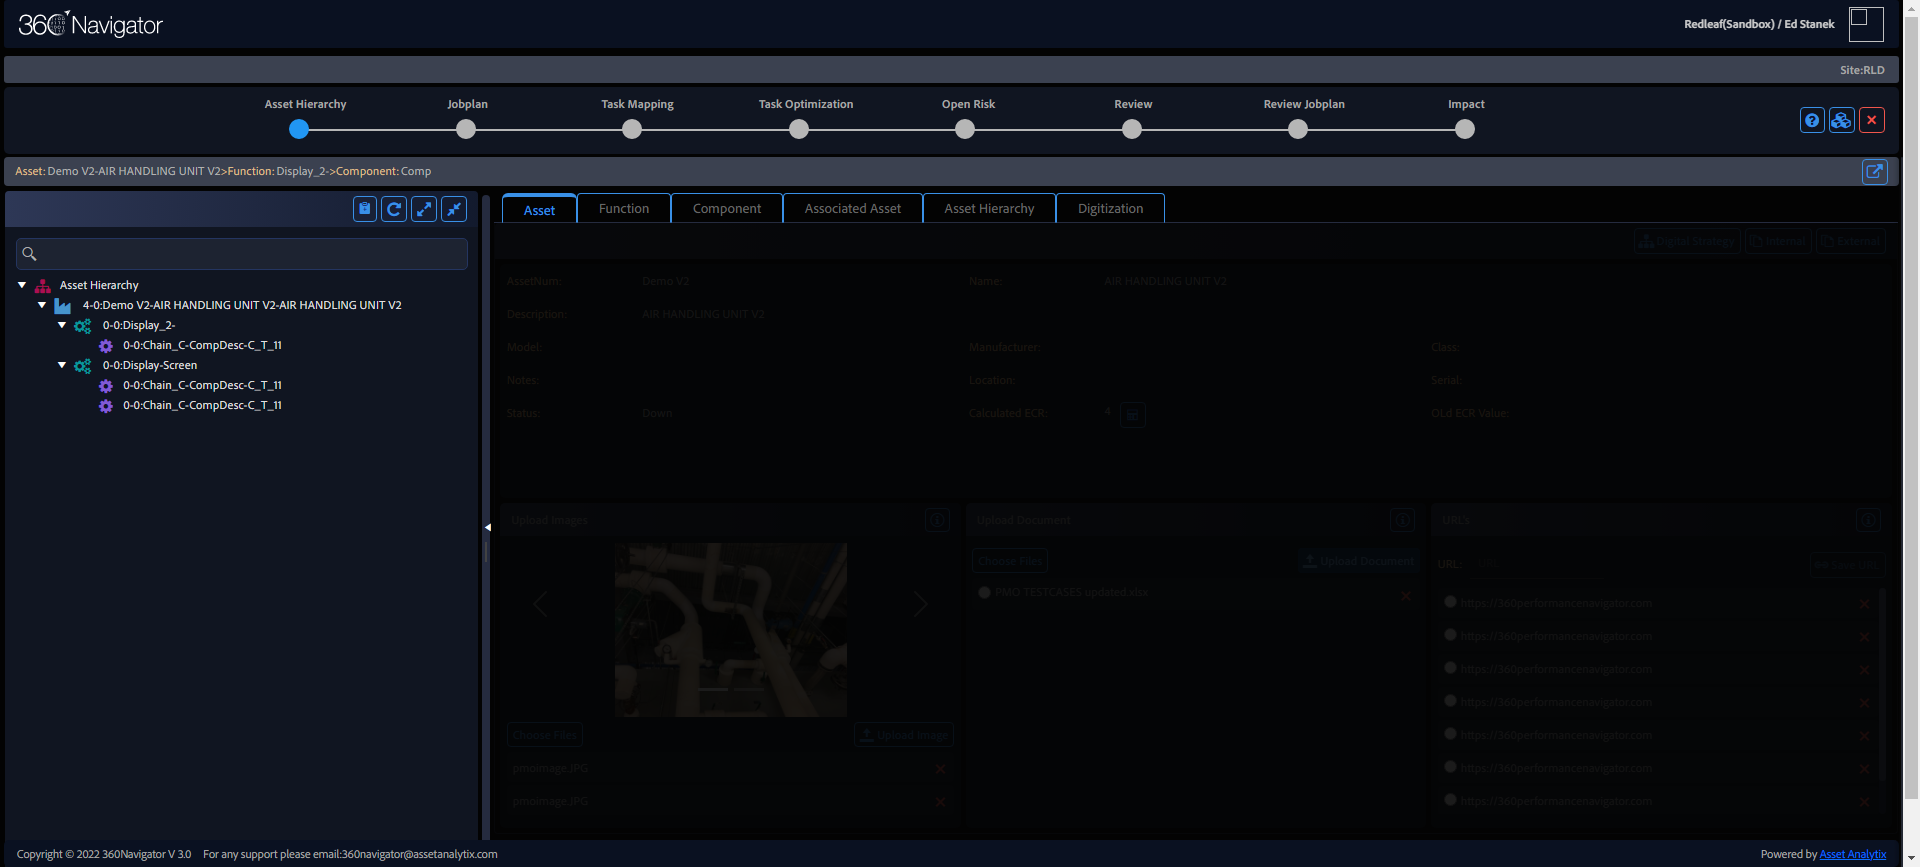 360 Navigator
Redleaf(Sandbox) / Ed Stanek
Site:RLD
Asset Hierarchy Jobplan Task Mapping Task Optimization Open Risk Review Review Jobplan Impact
Asset: Demo V2-AIR HANDLING UNIT V2>Function: Display_2->Component: Comp
Asset Function Component Associated Asset Asset Hierarchy Digitization
Digital Strategy Internal External
Asset Hierarchy
4-0:Demo V2-AIR HANDLING UNIT V2-AIR HANDLING UNIT V2
0-0:Display_2-
0-0:Chain_C-CompDesc-C_T_11
0-0:Display-Screen
0-0:Chain_C-CompDesc-C_T_11
0-0:Chain_C-CompDesc-C_T_11
AssetNum: Demo V2 Name: AIR HANDLING UNIT V2
Description: AIR HANDLING UNIT V2
Model: Manufacturer: Class:
Notes: Location: Serial:
Status: Down Calculated ECR: 4 OLd ECR Value:
Upload Images Upload Document URL's
Choose Files Upload Document URL: Save URL
PMO TESTCASES updated.xlsx
https://360performancenavigator.com
https://360performancenavigator.com
https://360performancenavigator.com
https://360performancenavigator.com
https://360performancenavigator.com
https://360performancenavigator.com
https://360performancenavigator.com
Choose Files Upload Image
pmoimage.JPG
pmoimage.JPG
Copyright © 2022 360Navigator V 3.0 For any support please email:360navigator@assetanalytix.com
Powered by Asset Analytix